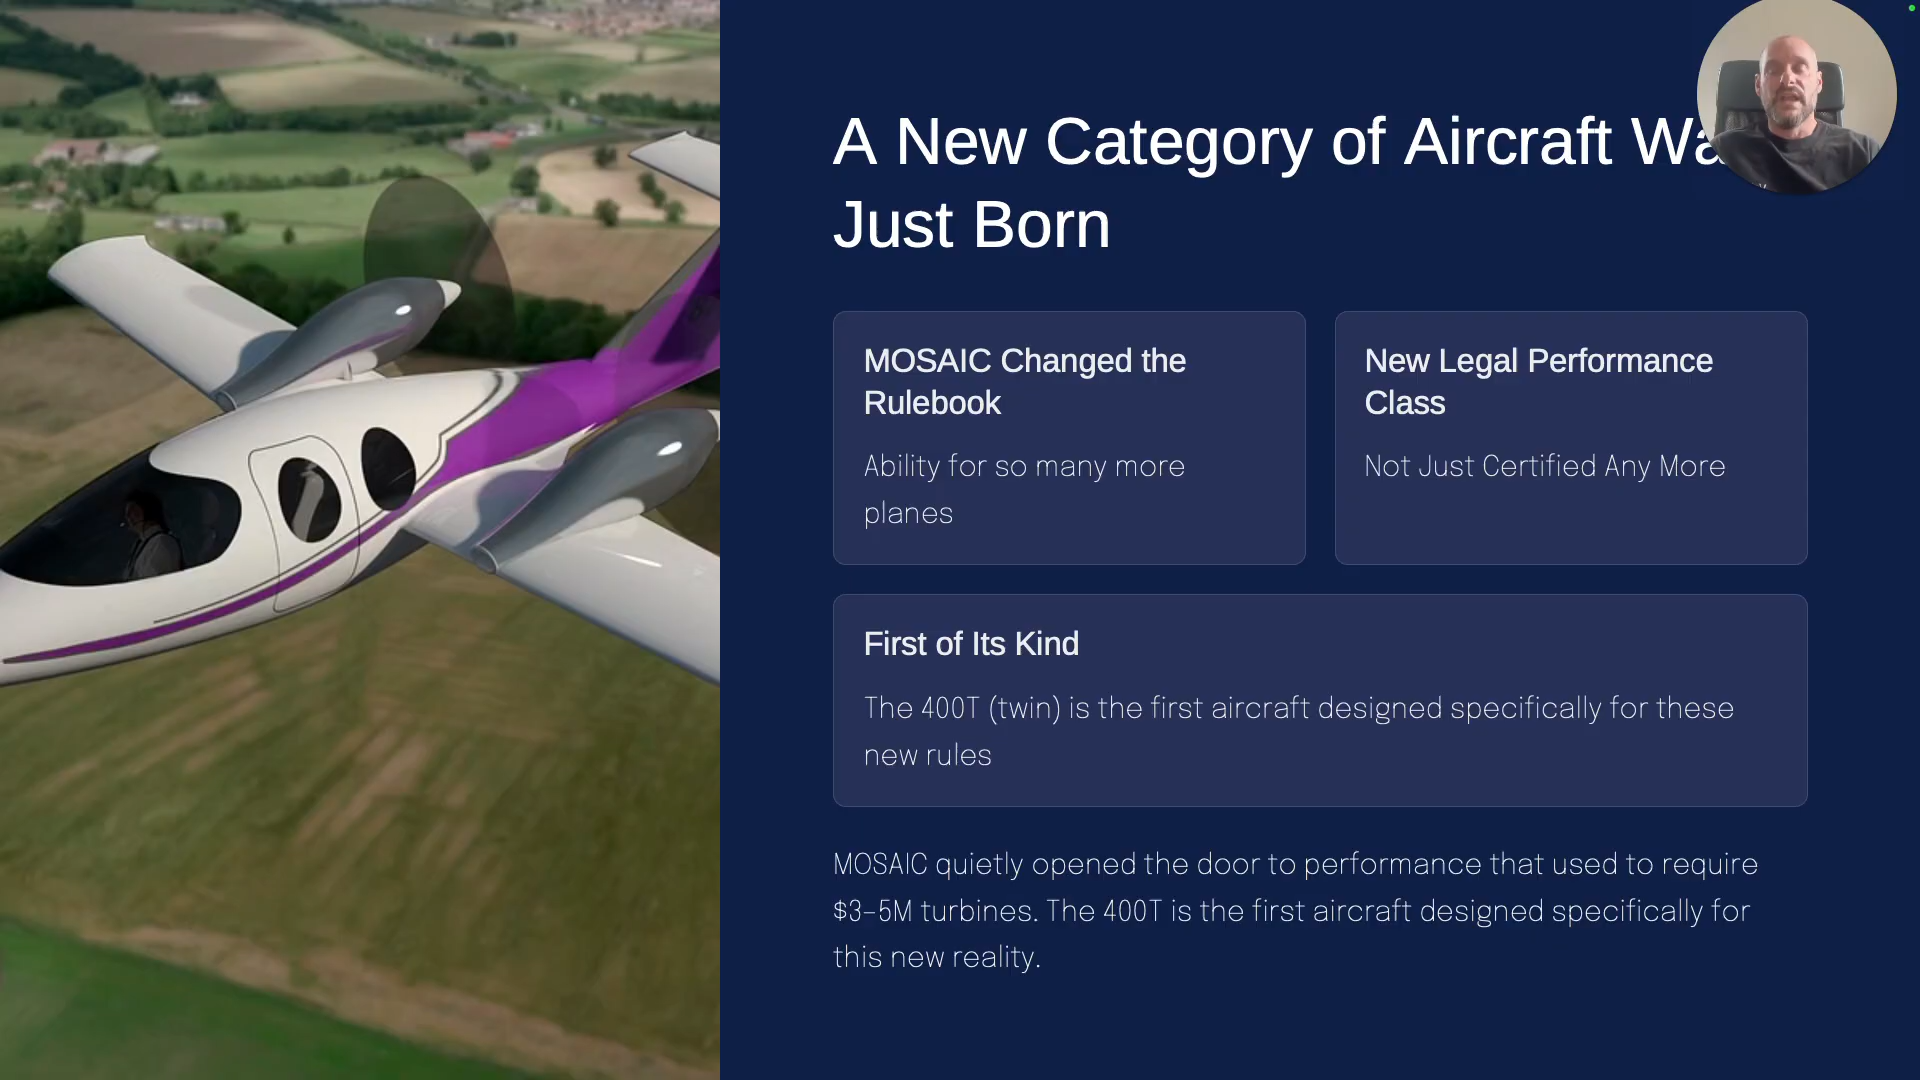 A New Category of Aircraft
Just Born
MOSAIC Changed the
Rulebook
Ability for so many more
planes
New Legal Performance
Class
Not Just Certified Any More
First of Its Kind
The 400T (twin) is the first aircraft designed specifically for these
new rules
MOSAIC quietly opened the door to performance that used to require
$3–5M turbines. The 400T is the first aircraft designed specifically for
this new reality.